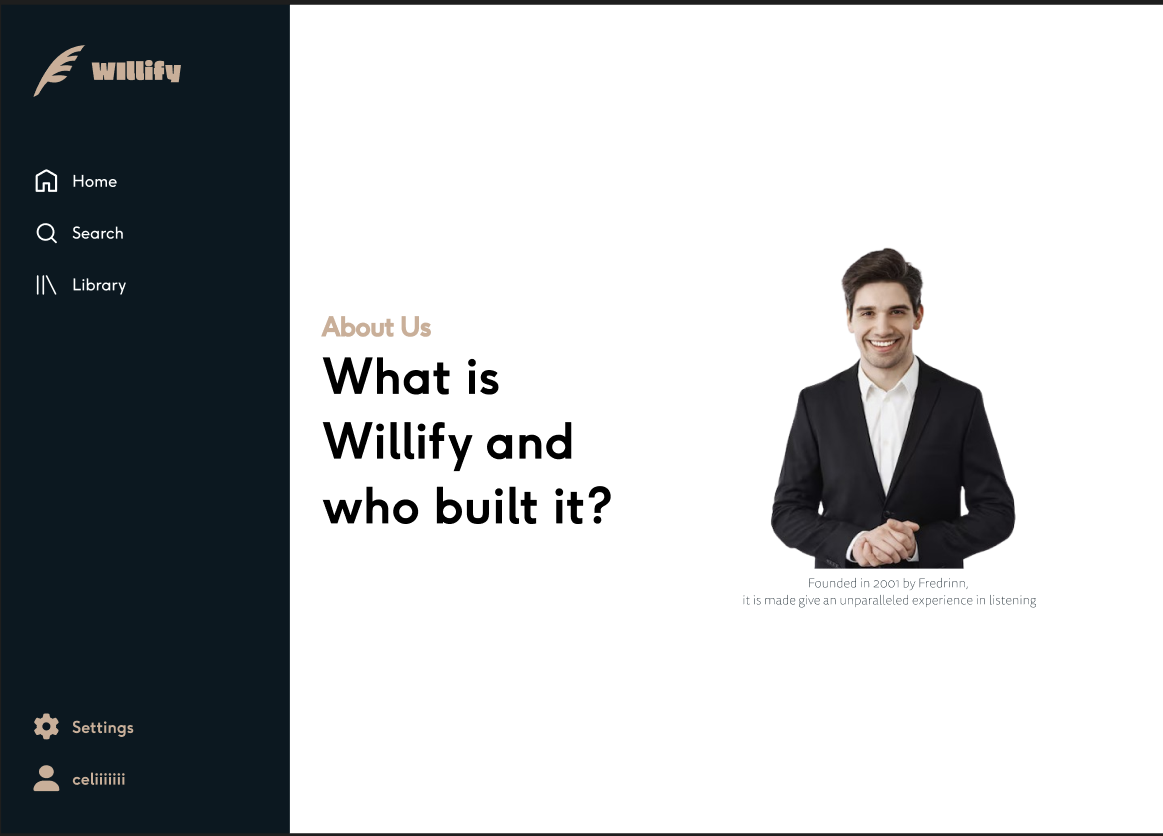 Willify
Home
Search
Library
About Us
What is
Willify and
who built it?
Founded in 2001 by Fredrinn,
it is made give an unparalleled experience in listening
Settings
celiiiiiii